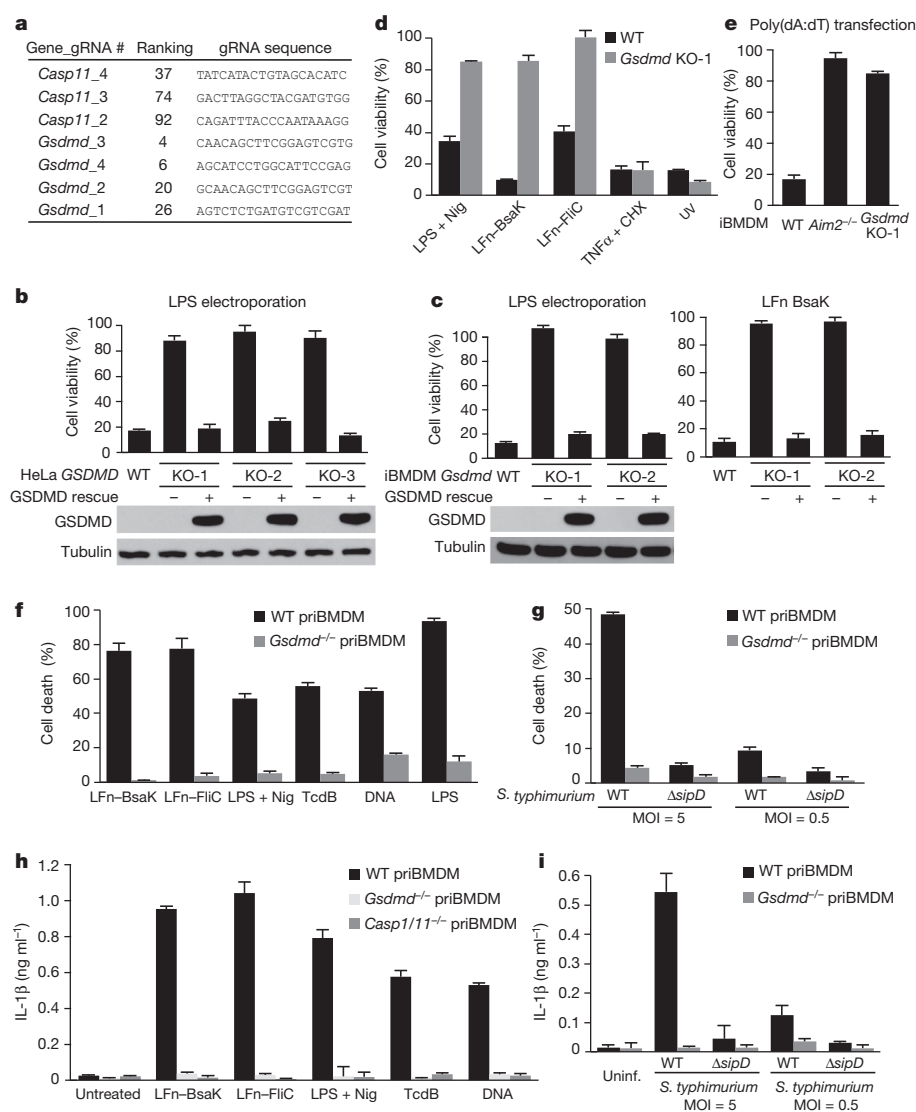 a
Gene_gRNA # Ranking gRNA sequence
Casp11_4 37 TATCATACTGTAGCACATC
Casp11_3 74 GACTTAGGCTACGATGTGG
Casp11_2 92 CAGATTTACCCAATAAAGG
Gsdmd_3 4 CAACAGCTTCGGAGTCGTG
Gsdmd_4 6 AGCATCCTGGCATTCCGAG
Gsdmd_2 20 GCAACAGCTTCGGAGTCGT
Gsdmd_1 26 AGTCTCTGATGTCGTCGAT
d
WT
Gsdmd KO-1
Cell viability (%)
100
80
60
40
20
0
LPS + Nig LFn–BsaK LFn–FliC TNFα + CHX UV
e Poly(dA:dT) transfection
Cell viability (%)
100
80
60
40
20
0
iBMDM WT Aim2–/– Gsdmd
KO-1
b
LPS electroporation
Cell viability (%)
100
80
60
40
20
0
HeLa GSDMD WT KO-1 KO-2 KO-3
GSDMD rescue – + – + – +
GSDMD
Tubulin
c
LPS electroporation
Cell viability (%)
100
80
60
40
20
0
iBMDM Gsdmd WT KO-1 KO-2
GSDMD rescue – + – +
GSDMD
Tubulin
LFn BsaK
100
80
60
40
20
0
WT KO-1 KO-2
– + – +
f
WT priBMDM
Gsdmd–/– priBMDM
Cell death (%)
100
80
60
40
20
0
LFn–BsaK LFn–FliC LPS + Nig TcdB DNA LPS
g
WT priBMDM
Gsdmd–/– priBMDM
Cell death (%)
50
40
30
20
10
0
S. typhimurium WT ΔsipD WT ΔsipD
MOI = 5 MOI = 0.5
h
WT priBMDM
Gsdmd–/– priBMDM
Casp1/11–/– priBMDM
IL-1β (ng ml–1)
1.2
1.0
0.8
0.6
0.4
0.2
0
Untreated LFn–BsaK LFn–FliC LPS + Nig TcdB DNA
i
WT priBMDM
Gsdmd–/– priBMDM
IL-1β (ng ml–1)
0.6
0.5
0.4
0.3
0.2
0.1
0
Uninf. WT ΔsipD WT ΔsipD
S. typhimurium S. typhimurium
MOI = 5 MOI = 0.5